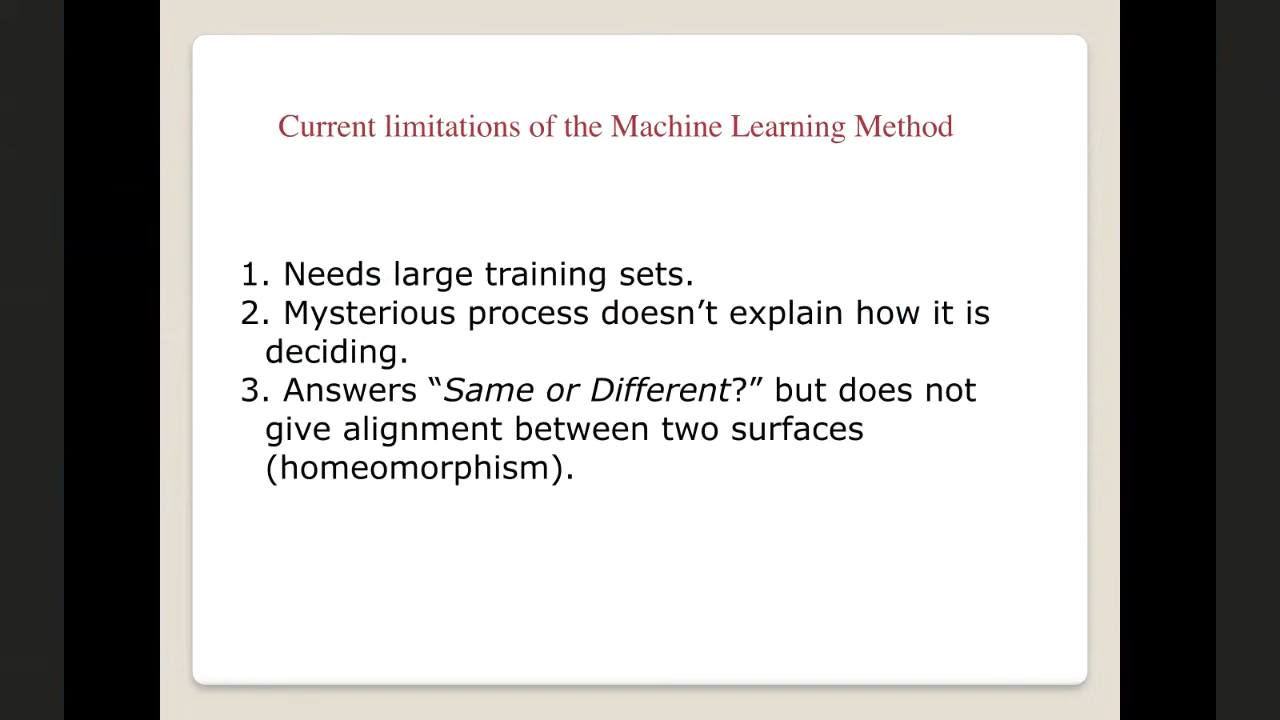 Current limitations of the Machine Learning Method
1. Needs large training sets.
2. Mysterious process doesn’t explain how it is
deciding.
3. Answers “Same or Different?” but does not
give alignment between two surfaces
(homeomorphism).